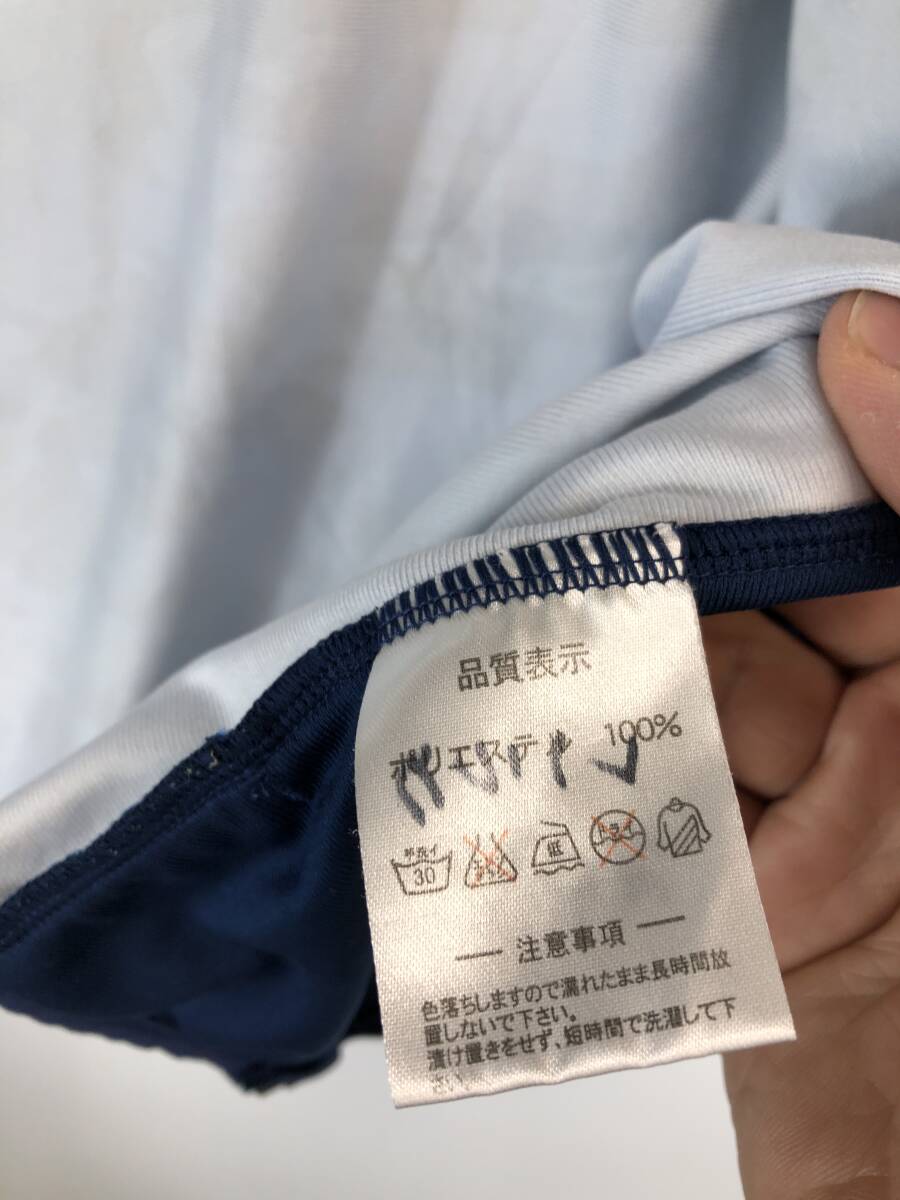 品質表示
ポリエステル 100%
手洗イ
30
低
— 注意事項 —
色落ちしますので濡れたまま長時間放
置しないで下さい。
漬け置きをせず、短時間で洗濯して下
さい。